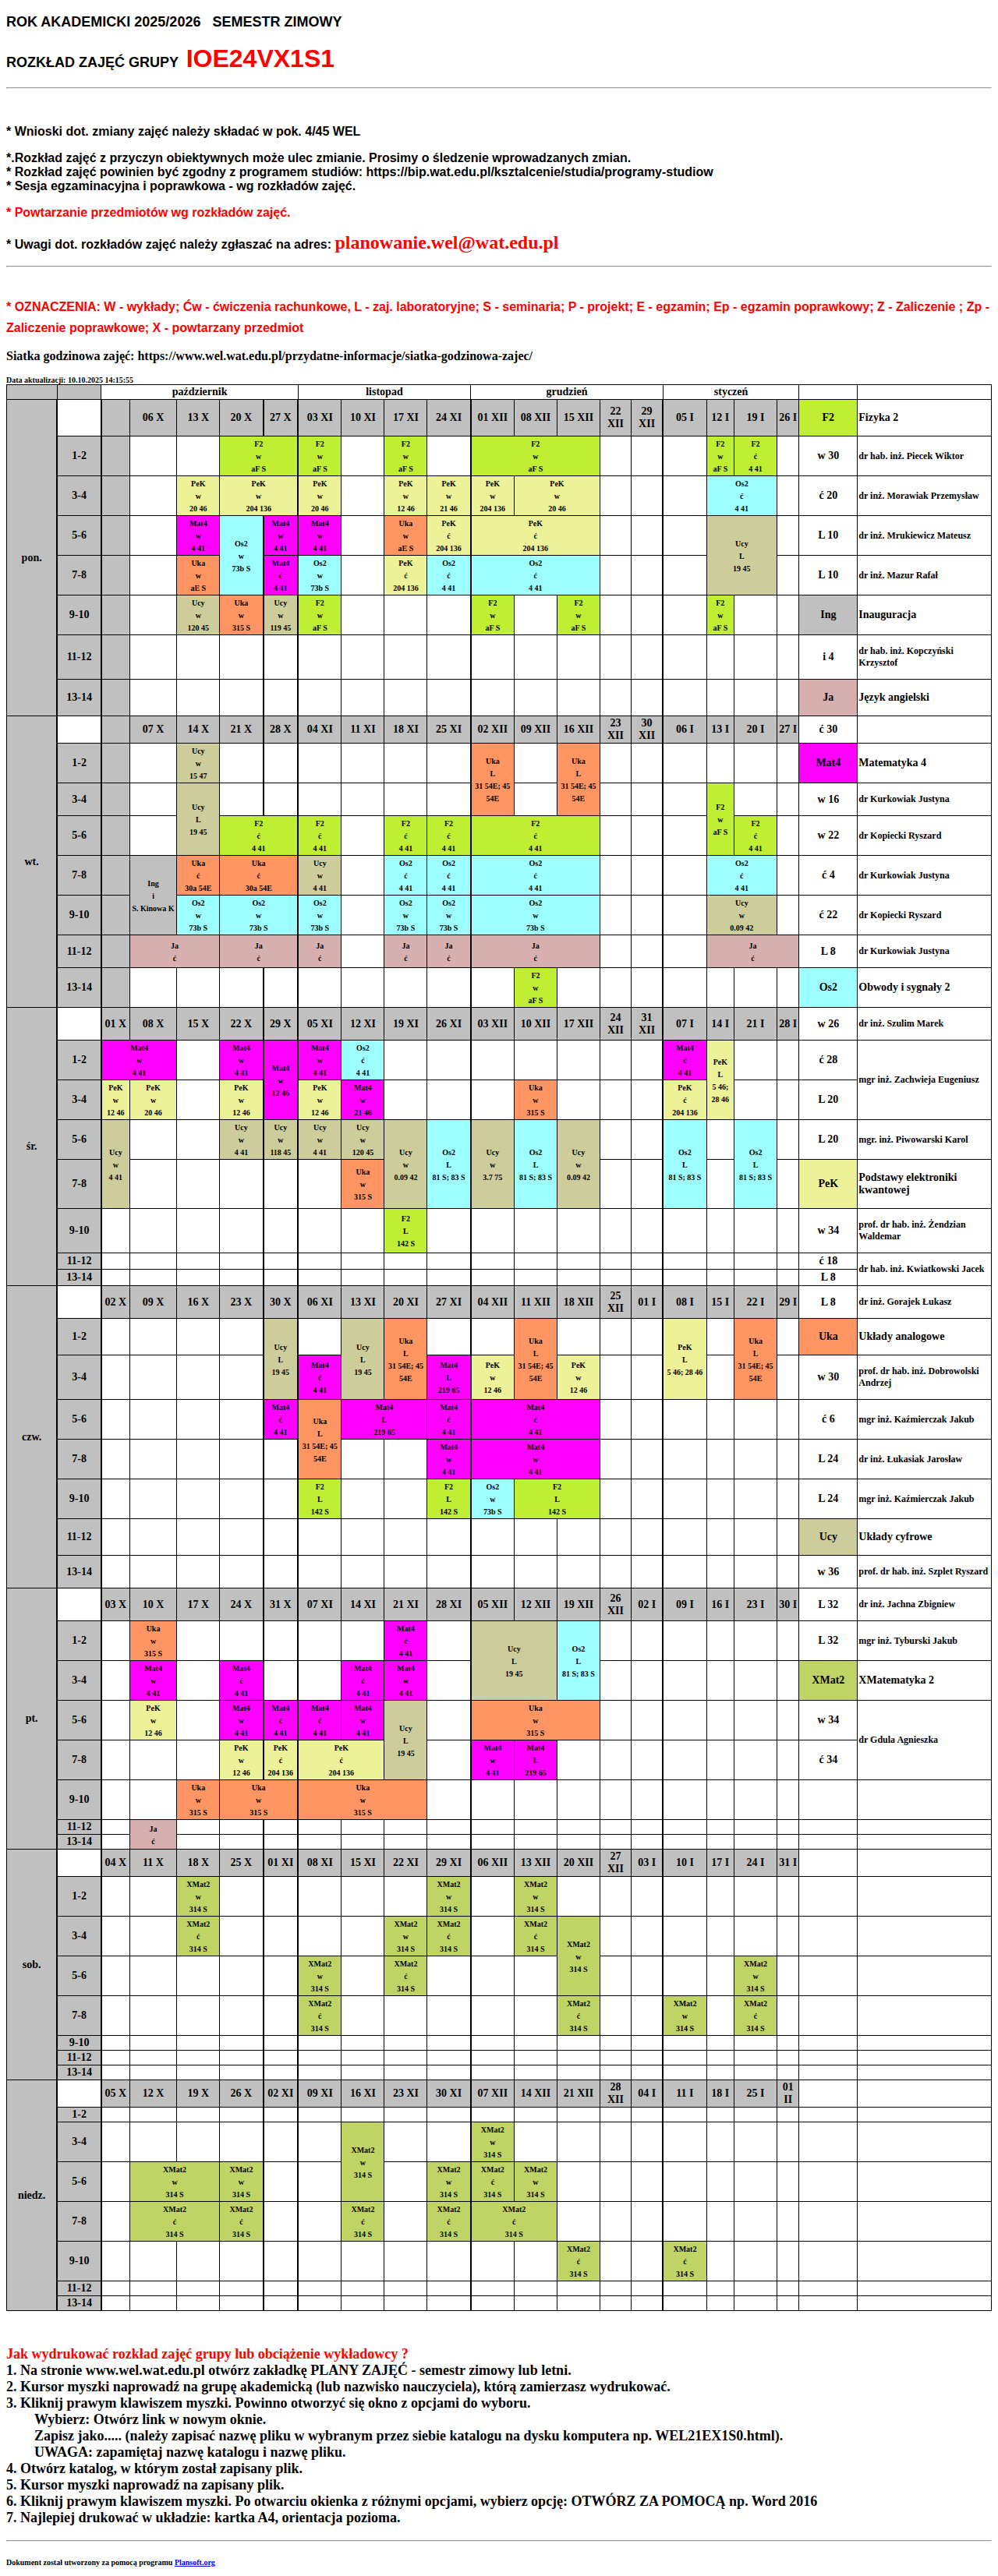 ROK AKADEMICKI 2025/2026 SEMESTR ZIMOWY
ROZKŁAD ZAJĘĆ GRUPY IOE24VX1S1
* Wnioski dot. zmiany zajęć należy składać w pok. 4/45 WEL
*.Rozkład zajęć z przyczyn obiektywnych może ulec zmianie. Prosimy o śledzenie wprowadzanych zmian.
* Rozkład zajęć powinien być zgodny z programem studiów: https://bip.wat.edu.pl/ksztalcenie/studia/programy-studiow
* Sesja egzaminacyjna i poprawkowa - wg rozkładów zajęć.
* Powtarzanie przedmiotów wg rozkładów zajęć.
* Uwagi dot. rozkładów zajęć należy zgłaszać na adres: planowanie.wel@wat.edu.pl
* OZNACZENIA: W - wykłady; Ćw - ćwiczenia rachunkowe, L - zaj. laboratoryjne; S - seminaria; P - projekt; E - egzamin; Ep - egzamin poprawkowy; Z - Zaliczenie ; Zp -
Zaliczenie poprawkowe; X - powtarzany przedmiot
Siatka godzinowa zajęć: https://www.wel.wat.edu.pl/przydatne-informacje/siatka-godzinowa-zajec/
Data aktualizacji: 10.10.2025 14:15:55
październik listopad grudzień styczeń
pon. 06 X 13 X 20 X 27 X 03 XI 10 XI 17 XI 24 XI 01 XII 08 XII 15 XII 22 XII 29 XII 05 I 12 I 19 I 26 I F2 Fizyka 2
1-2 F2 w aF S F2 w aF S F2 w aF S F2 w aF S F2 w aF S F2 ć 4 41 w 30 dr hab. inż. Piecek Wiktor
3-4 PeK w 20 46 PeK w 204 136 PeK w 20 46 PeK w 12 46 PeK w 21 46 PeK w 204 136 PeK w 20 46 Os2 ć 4 41 ć 20 dr inż. Morawiak Przemysław
5-6 Mat4 w 4 41 Os2 w 73b S Mat4 w 4 41 Mat4 w 4 41 Uka w aE S PeK ć 204 136 PeK ć 204 136 Ucy L 19 45 L 10 dr inż. Mrukiewicz Mateusz
7-8 Uka w aE S Mat4 ć 4 41 Os2 w 73b S PeK ć 204 136 Os2 ć 4 41 Os2 ć 4 41 L 10 dr inż. Mazur Rafał
9-10 Ucy w 120 45 Uka w 315 S Ucy w 119 45 F2 w aF S F2 w aF S F2 w aF S F2 w aF S Ing Inauguracja
11-12 i 4 dr hab. inż. Kopczyński Krzysztof
13-14 Ja Język angielski
wt. 07 X 14 X 21 X 28 X 04 XI 11 XI 18 XI 25 XI 02 XII 09 XII 16 XII 23 XII 30 XII 06 I 13 I 20 I 27 I ć 30
1-2 Ucy w 15 47 Uka L 31 54E; 45 54E Uka L 31 54E; 45 54E Mat4 Matematyka 4
3-4 Ucy L 19 45 F2 w aF S w 16 dr Kurkowiak Justyna
5-6 F2 ć 4 41 F2 ć 4 41 F2 ć 4 41 F2 ć 4 41 F2 ć 4 41 F2 ć 4 41 w 22 dr Kopiecki Ryszard
7-8 Ing i S. Kinowa K Uka ć 30a 54E Uka ć 30a 54E Ucy w 4 41 Os2 ć 4 41 Os2 ć 4 41 Os2 ć 4 41 Os2 ć 4 41 ć 4 dr Kurkowiak Justyna
9-10 Os2 w 73b S Os2 w 73b S Os2 w 73b S Os2 w 73b S Os2 w 73b S Os2 w 73b S Ucy w 0.09 42 ć 22 dr Kopiecki Ryszard
11-12 Ja ć Ja ć Ja ć Ja ć Ja ć Ja ć Ja ć L 8 dr Kurkowiak Justyna
13-14 F2 w aF S Os2 Obwody i sygnały 2
śr. 01 X 08 X 15 X 22 X 29 X 05 XI 12 XI 19 XI 26 XI 03 XII 10 XII 17 XII 24 XII 31 XII 07 I 14 I 21 I 28 I w 26 dr inż. Szulim Marek
1-2 Mat4 w 4 41 Mat4 w 4 41 Mat4 w 12 46 Mat4 w 4 41 Os2 ć 4 41 Mat4 ć 4 41 PeK L 5 46; 28 46 ć 28 mgr inż. Zachwieja Eugeniusz
3-4 PeK w 12 46 PeK w 20 46 PeK w 12 46 PeK w 12 46 Mat4 w 21 46 Uka w 315 S PeK ć 204 136 L 20
5-6 Ucy w 4 41 Ucy w 4 41 Ucy w 118 45 Ucy w 4 41 Ucy w 120 45 Ucy w 0.09 42 Os2 L 81 S; 83 S Ucy w 3.7 75 Os2 L 81 S; 83 S Ucy w 0.09 42 Os2 L 81 S; 83 S Os2 L 81 S; 83 S L 20 mgr. inż. Piwowarski Karol
7-8 Uka w 315 S PeK Podstawy elektroniki kwantowej
9-10 F2 L 142 S w 34 prof. dr hab. inż. Żendzian Waldemar
11-12 ć 18 dr hab. inż. Kwiatkowski Jacek
13-14 L 8
czw. 02 X 09 X 16 X 23 X 30 X 06 XI 13 XI 20 XI 27 XI 04 XII 11 XII 18 XII 25 XII 01 I 08 I 15 I 22 I 29 I L 8 dr inż. Gorajek Łukasz
1-2 Ucy L 19 45 Ucy L 19 45 Uka L 31 54E; 45 54E Uka L 31 54E; 45 54E PeK L 5 46; 28 46 Uka L 31 54E; 45 54E Uka Układy analogowe
3-4 Mat4 ć 4 41 Mat4 L 219 65 PeK w 12 46 PeK w 12 46 w 30 prof. dr hab. inż. Dobrowolski Andrzej
5-6 Mat4 ć 4 41 Uka L 31 54E; 45 54E Mat4 L 219 65 Mat4 ć 4 41 Mat4 ć 4 41 ć 6 mgr inż. Kaźmierczak Jakub
7-8 Mat4 w 4 41 Mat4 w 4 41 L 24 dr inż. Łukasiak Jarosław
9-10 F2 L 142 S F2 L 142 S Os2 w 73b S F2 L 142 S L 24 mgr inż. Kaźmierczak Jakub
11-12 Ucy Układy cyfrowe
13-14 w 36 prof. dr hab. inż. Szplet Ryszard
pt. 03 X 10 X 17 X 24 X 31 X 07 XI 14 XI 21 XI 28 XI 05 XII 12 XII 19 XII 26 XII 02 I 09 I 16 I 23 I 30 I L 32 dr inż. Jachna Zbigniew
1-2 Uka w 315 S Mat4 ć 4 41 Ucy L 19 45 Os2 L 81 S; 83 S L 32 mgr inż. Tyburski Jakub
3-4 Mat4 w 4 41 Mat4 ć 4 41 Mat4 ć 4 41 Mat4 w 4 41 XMat2 XMatematyka 2
5-6 PeK w 12 46 Mat4 w 4 41 Mat4 ć 4 41 Mat4 ć 4 41 Mat4 w 4 41 Ucy L 19 45 Uka w 315 S w 34 dr Gdula Agnieszka
7-8 PeK w 12 46 PeK ć 204 136 PeK ć 204 136 Mat4 w 4 41 Mat4 L 219 65 ć 34
9-10 Uka w 315 S Uka w 315 S Uka w 315 S
11-12 Ja ć
13-14
sob. 04 X 11 X 18 X 25 X 01 XI 08 XI 15 XI 22 XI 29 XI 06 XII 13 XII 20 XII 27 XII 03 I 10 I 17 I 24 I 31 I
1-2 XMat2 w 314 S XMat2 w 314 S XMat2 w 314 S
3-4 XMat2 ć 314 S XMat2 w 314 S XMat2 ć 314 S XMat2 ć 314 S XMat2 w 314 S
5-6 XMat2 w 314 S XMat2 ć 314 S XMat2 w 314 S
7-8 XMat2 ć 314 S XMat2 ć 314 S XMat2 w 314 S XMat2 ć 314 S
9-10
11-12
13-14
niedz. 05 X 12 X 19 X 26 X 02 XI 09 XI 16 XI 23 XI 30 XI 07 XII 14 XII 21 XII 28 XII 04 I 11 I 18 I 25 I 01 II
1-2
3-4 XMat2 w 314 S XMat2 w 314 S
5-6 XMat2 w 314 S XMat2 w 314 S XMat2 w 314 S XMat2 ć 314 S XMat2 w 314 S
7-8 XMat2 ć 314 S XMat2 ć 314 S XMat2 ć 314 S XMat2 ć 314 S XMat2 ć 314 S
9-10 XMat2 ć 314 S XMat2 ć 314 S
11-12
13-14
Jak wydrukować rozkład zajęć grupy lub obciążenie wykładowcy ?
1. Na stronie www.wel.wat.edu.pl otwórz zakładkę PLANY ZAJĘĆ - semestr zimowy lub letni.
2. Kursor myszki naprowadź na grupę akademicką (lub nazwisko nauczyciela), którą zamierzasz wydrukować.
3. Kliknij prawym klawiszem myszki. Powinno otworzyć się okno z opcjami do wyboru.
Wybierz: Otwórz link w nowym oknie.
Zapisz jako..... (należy zapisać nazwę pliku w wybranym przez siebie katalogu na dysku komputera np. WEL21EX1S0.html).
UWAGA: zapamiętaj nazwę katalogu i nazwę pliku.
4. Otwórz katalog, w którym został zapisany plik.
5. Kursor myszki naprowadź na zapisany plik.
6. Kliknij prawym klawiszem myszki. Po otwarciu okienka z różnymi opcjami, wybierz opcję: OTWÓRZ ZA POMOCĄ np. Word 2016
7. Najlepiej drukować w układzie: kartka A4, orientacja pozioma.
Dokument został utworzony za pomocą programu Plansoft.org